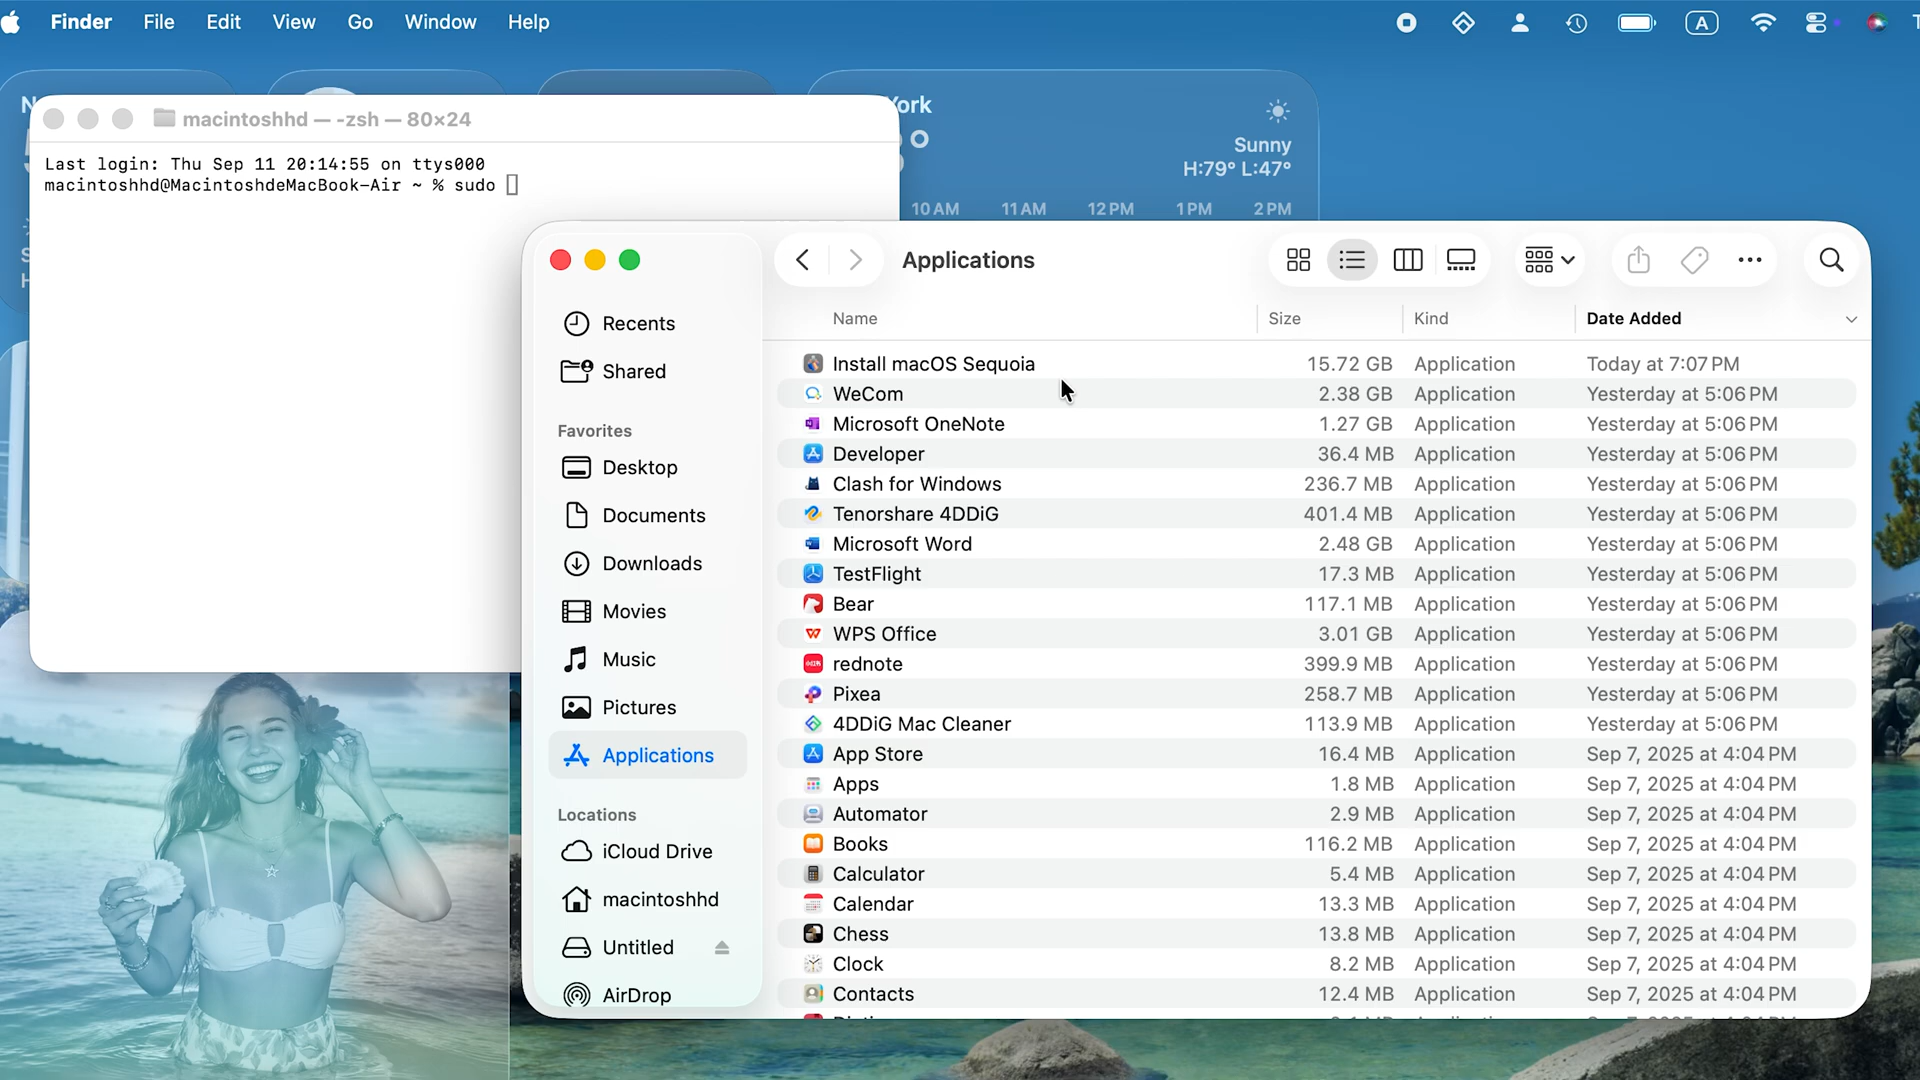 Finder File Edit View Go Window Help
A
N
York
Sunny
H:79° L:47°
10 AM 11 AM 12 PM 1 PM 2 PM
macintoshhd — -zsh — 80×24
Last login: Thu Sep 11 20:14:55 on ttys000
macintoshhd@MacintoshdeMacBook-Air ~ % sudo
Applications
Recents
Shared
Favorites
Desktop
Documents
Downloads
Movies
Music
Pictures
Applications
Locations
iCloud Drive
macintoshhd
Untitled
AirDrop
Name Size Kind Date Added
Install macOS Sequoia 15.72 GB Application Today at 7:07 PM
WeCom 2.38 GB Application Yesterday at 5:06 PM
Microsoft OneNote 1.27 GB Application Yesterday at 5:06 PM
Developer 36.4 MB Application Yesterday at 5:06 PM
Clash for Windows 236.7 MB Application Yesterday at 5:06 PM
Tenorshare 4DDiG 401.4 MB Application Yesterday at 5:06 PM
Microsoft Word 2.48 GB Application Yesterday at 5:06 PM
TestFlight 17.3 MB Application Yesterday at 5:06 PM
Bear 117.1 MB Application Yesterday at 5:06 PM
WPS Office 3.01 GB Application Yesterday at 5:06 PM
rednote 399.9 MB Application Yesterday at 5:06 PM
Pixea 258.7 MB Application Yesterday at 5:06 PM
4DDiG Mac Cleaner 113.9 MB Application Yesterday at 5:06 PM
App Store 16.4 MB Application Sep 7, 2025 at 4:04 PM
Apps 1.8 MB Application Sep 7, 2025 at 4:04 PM
Automator 2.9 MB Application Sep 7, 2025 at 4:04 PM
Books 116.2 MB Application Sep 7, 2025 at 4:04 PM
Calculator 5.4 MB Application Sep 7, 2025 at 4:04 PM
Calendar 13.3 MB Application Sep 7, 2025 at 4:04 PM
Chess 13.8 MB Application Sep 7, 2025 at 4:04 PM
Clock 8.2 MB Application Sep 7, 2025 at 4:04 PM
Contacts 12.4 MB Application Sep 7, 2025 at 4:04 PM